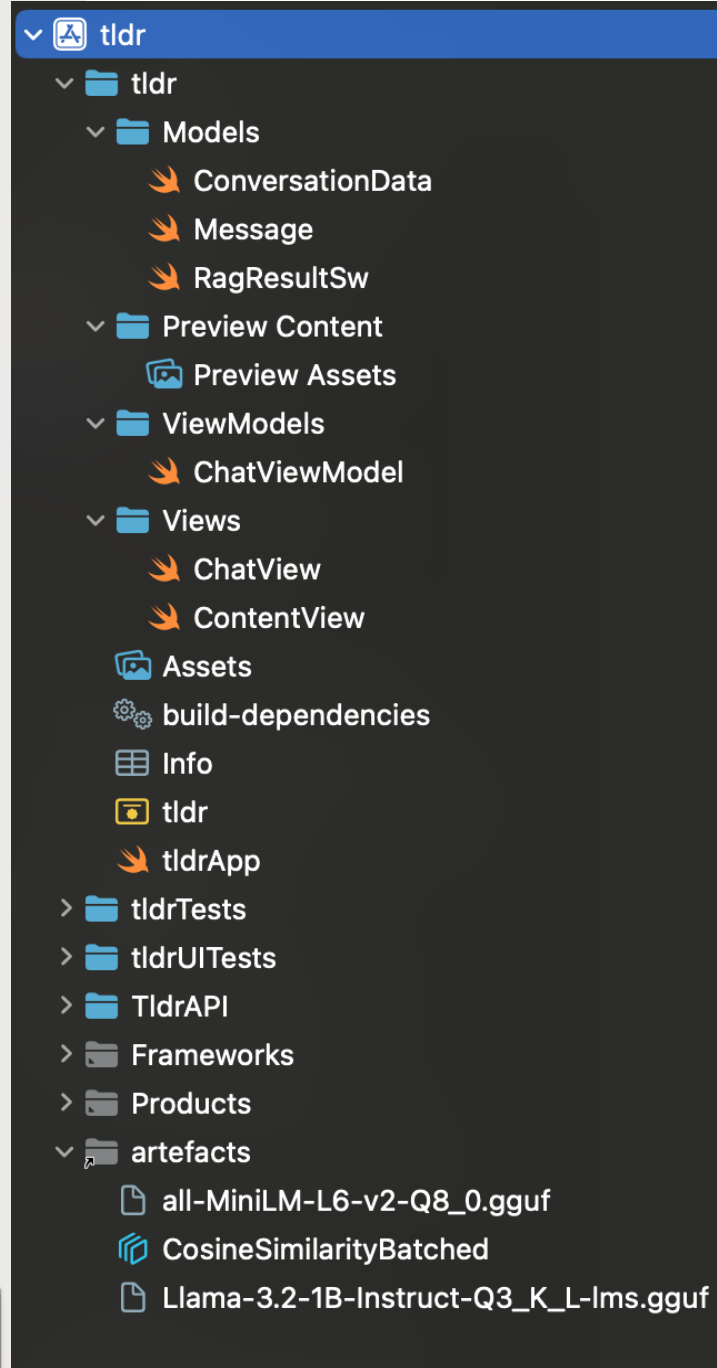 tldr
tldr
Models
ConversationData
Message
RagResultSw
Preview Content
Preview Assets
ViewModels
ChatViewModel
Views
ChatView
ContentView
Assets
build-dependencies
Info
tldr
tldrApp
tldrTests
tldrUITests
TldrAPI
Frameworks
Products
artefacts
all-MiniLM-L6-v2-Q8_0.gguf
CosineSimilarityBatched
Llama-3.2-1B-Instruct-Q3_K_L-lms.gguf